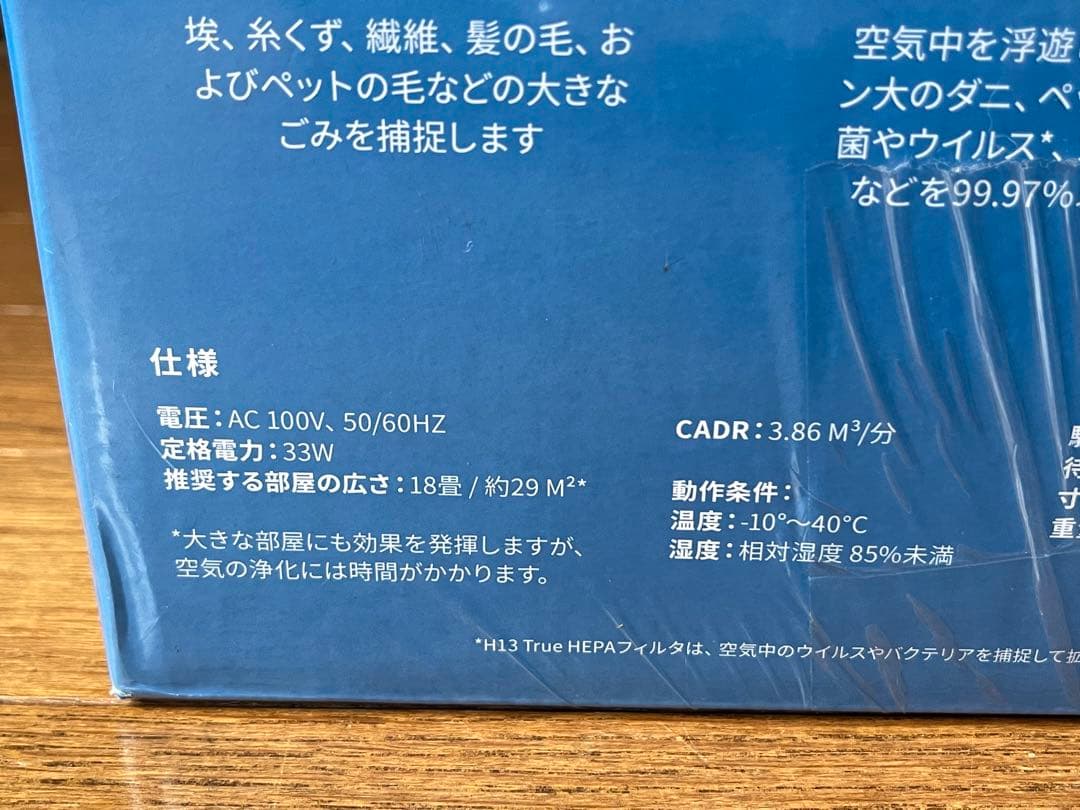 埃、糸くず、繊維、髪の毛、お
よびペットの毛などの大きな
ごみを捕捉します
空気中を浮遊
ン大のダニ、ペ
菌やウイルス*、
などを99.97%
仕様
電圧：AC 100V、50/60HZ
定格電力：33W
推奨する部屋の広さ：18畳 / 約29 M²*
*大きな部屋にも効果を発揮しますが、
空気の浄化には時間がかかります。
CADR：3.86 M³/分
動作条件：
温度：-10°～40°C
湿度：相対湿度 85%未満
待
寸
重
*H13 True HEPAフィルタは、空気中のウイルスやバクテリアを捕捉して拡